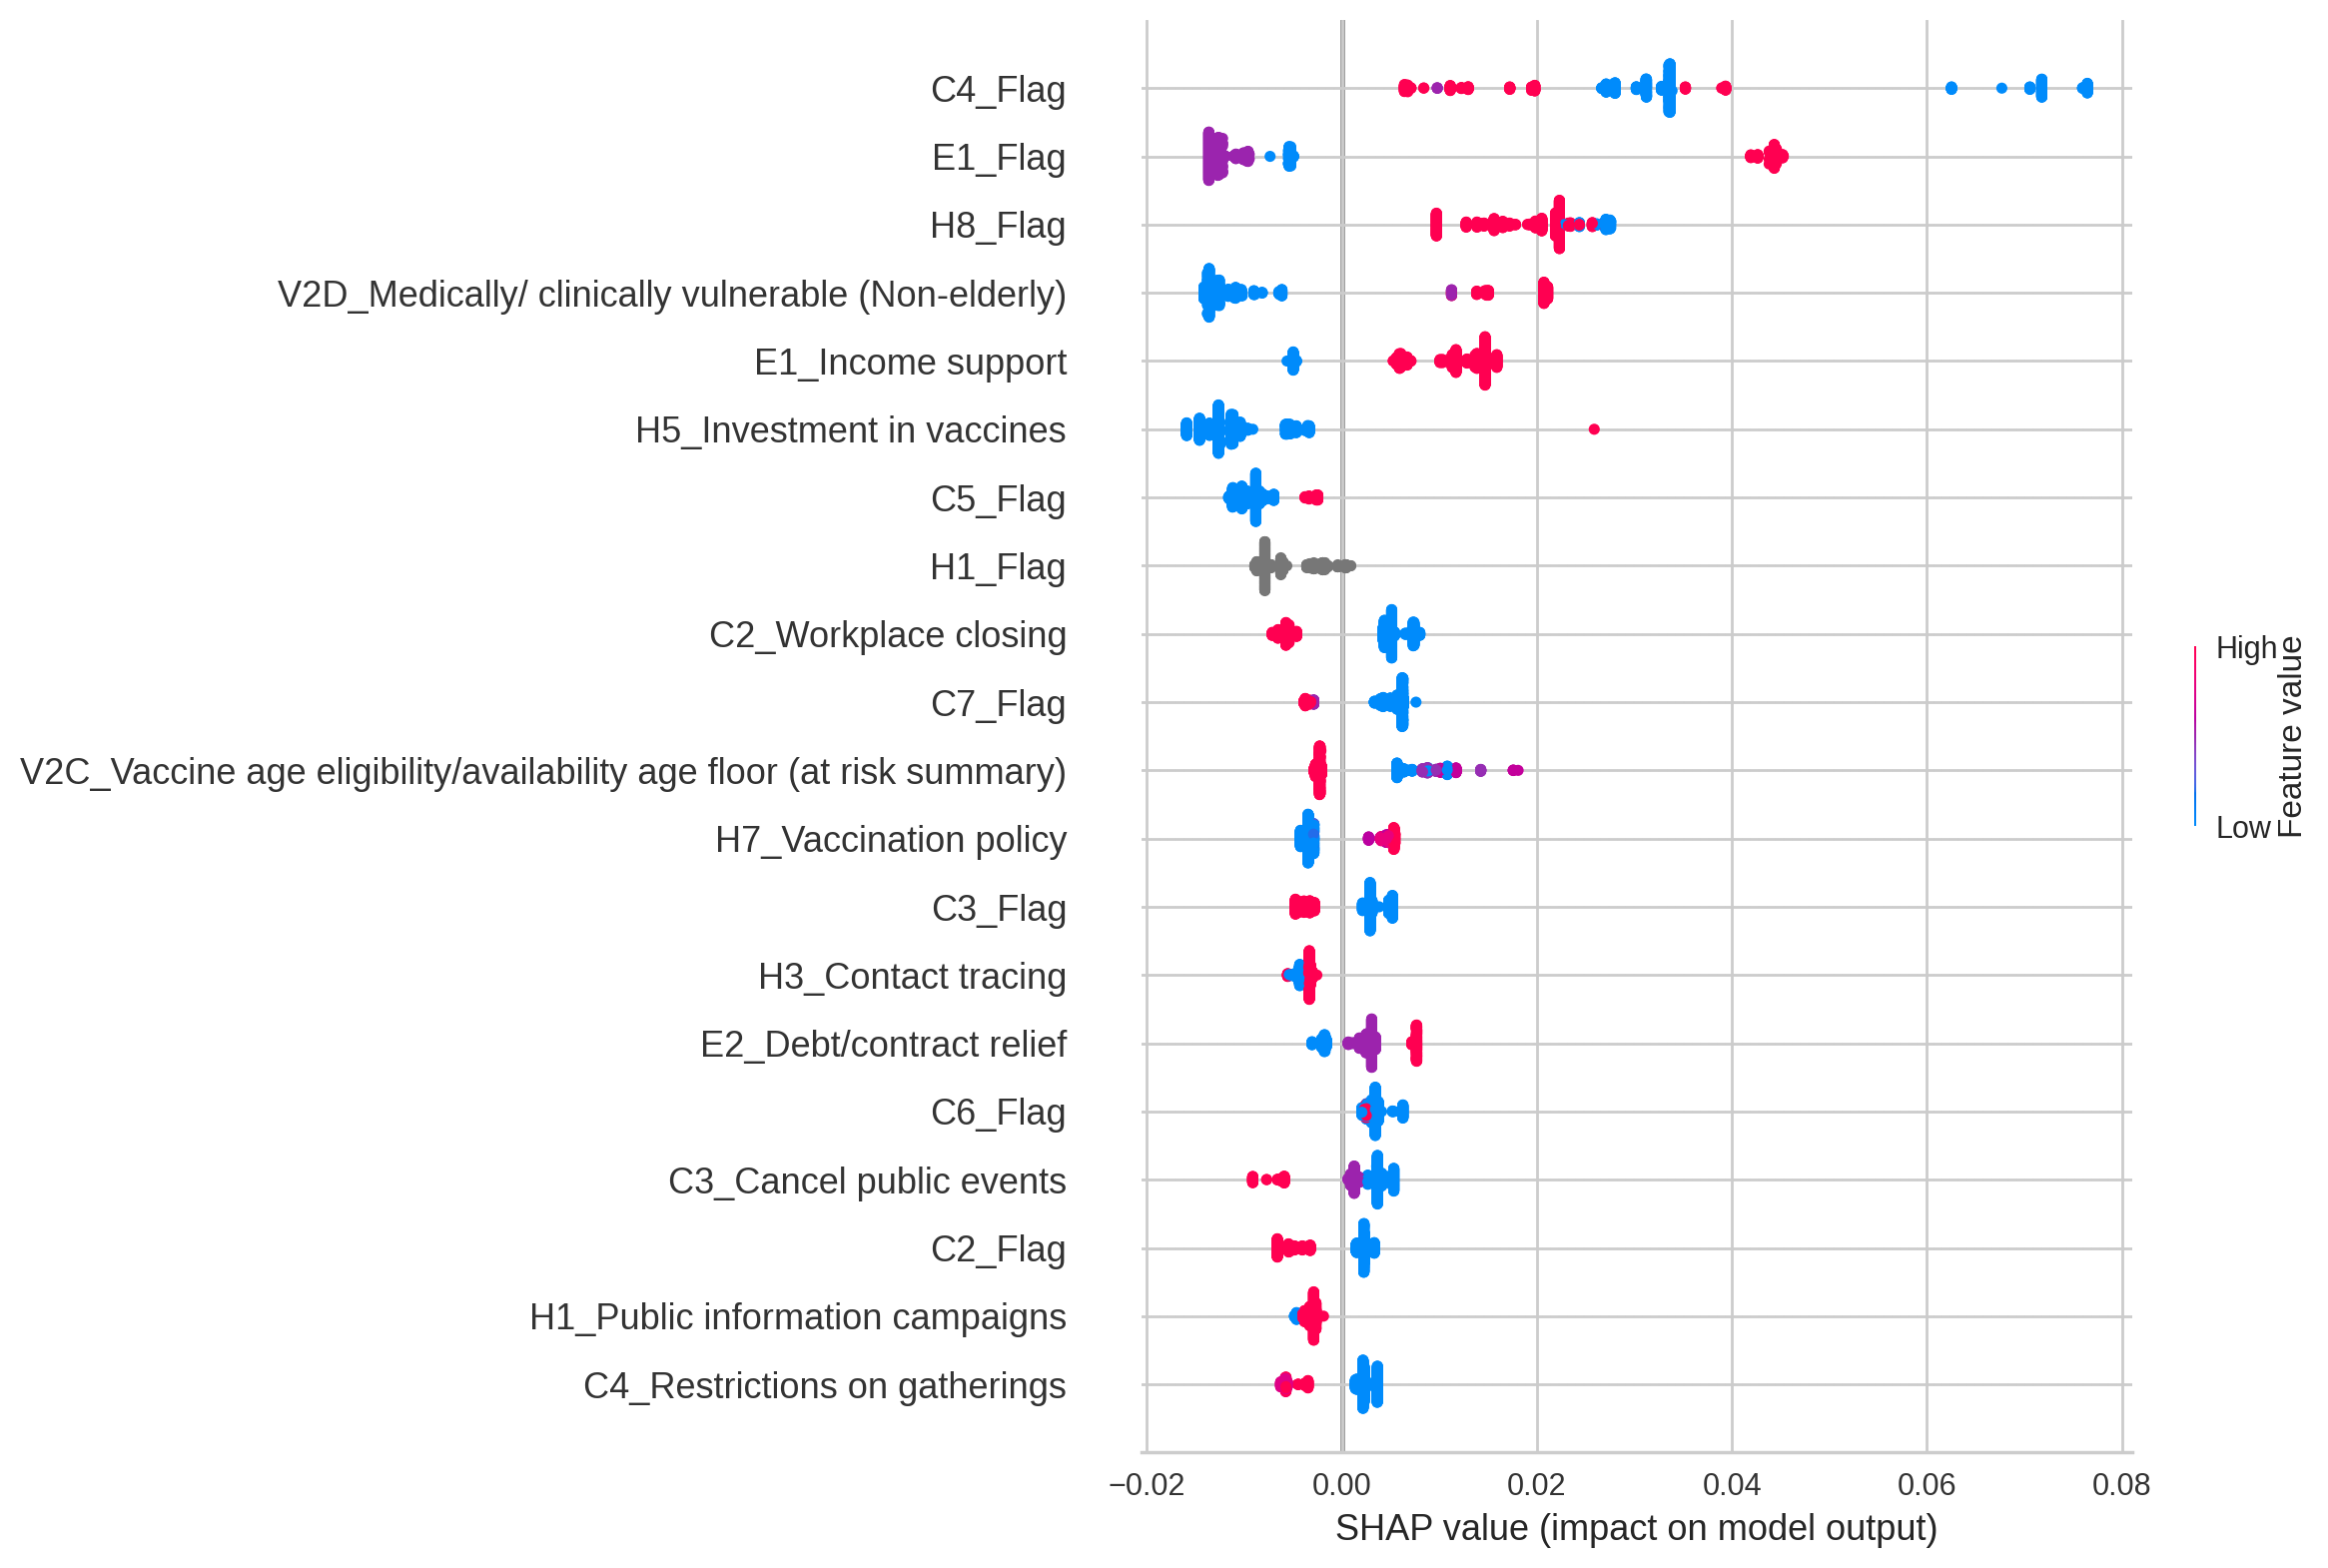 C4_Flag
E1_Flag
H8_Flag
V2D_Medically/ clinically vulnerable (Non-elderly)
E1_Income support
H5_Investment in vaccines
C5_Flag
H1_Flag
C2_Workplace closing
C7_Flag
V2C_Vaccine age eligibility/availability age floor (at risk summary)
H7_Vaccination policy
C3_Flag
H3_Contact tracing
E2_Debt/contract relief
C6_Flag
C3_Cancel public events
C2_Flag
H1_Public information campaigns
C4_Restrictions on gatherings
−0.02 0.00 0.02 0.04 0.06 0.08
SHAP value (impact on model output)
High
Low
Feature value